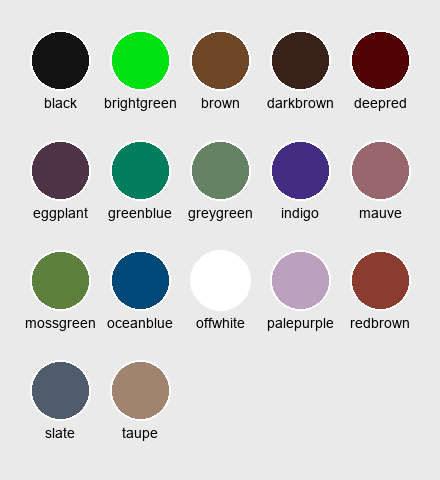 black brightgreen brown darkbrown deepred
eggplant greenblue greygreen indigo mauve
mossgreen oceanblue offwhite palepurple redbrown
slate taupe